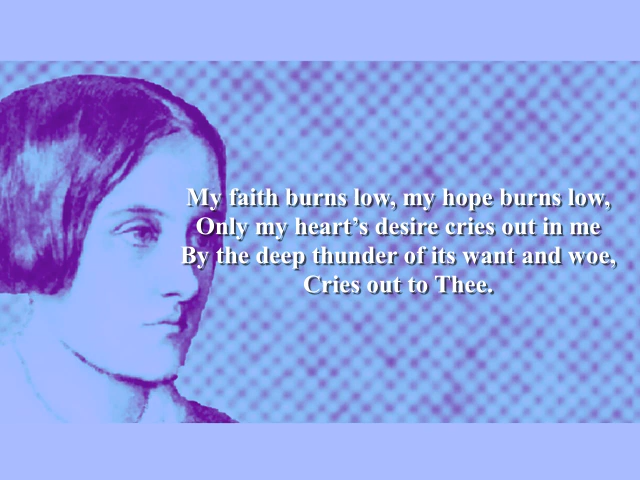 My faith burns low, my hope burns low,
Only my heart’s desire cries out in me
By the deep thunder of its want and woe,
Cries out to Thee.